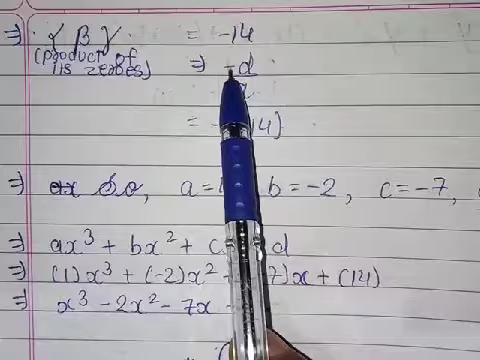 ⇒ α β γ = -14
(product of ⇒ -d
its zeroes)
= 14)
⇒ So, a = b = -2, c = -7,
⇒ ax³ + bx² + c d
⇒ (1)x³ + (-2)x² 7)x + (14)
⇒ x³ - 2x² - 7x